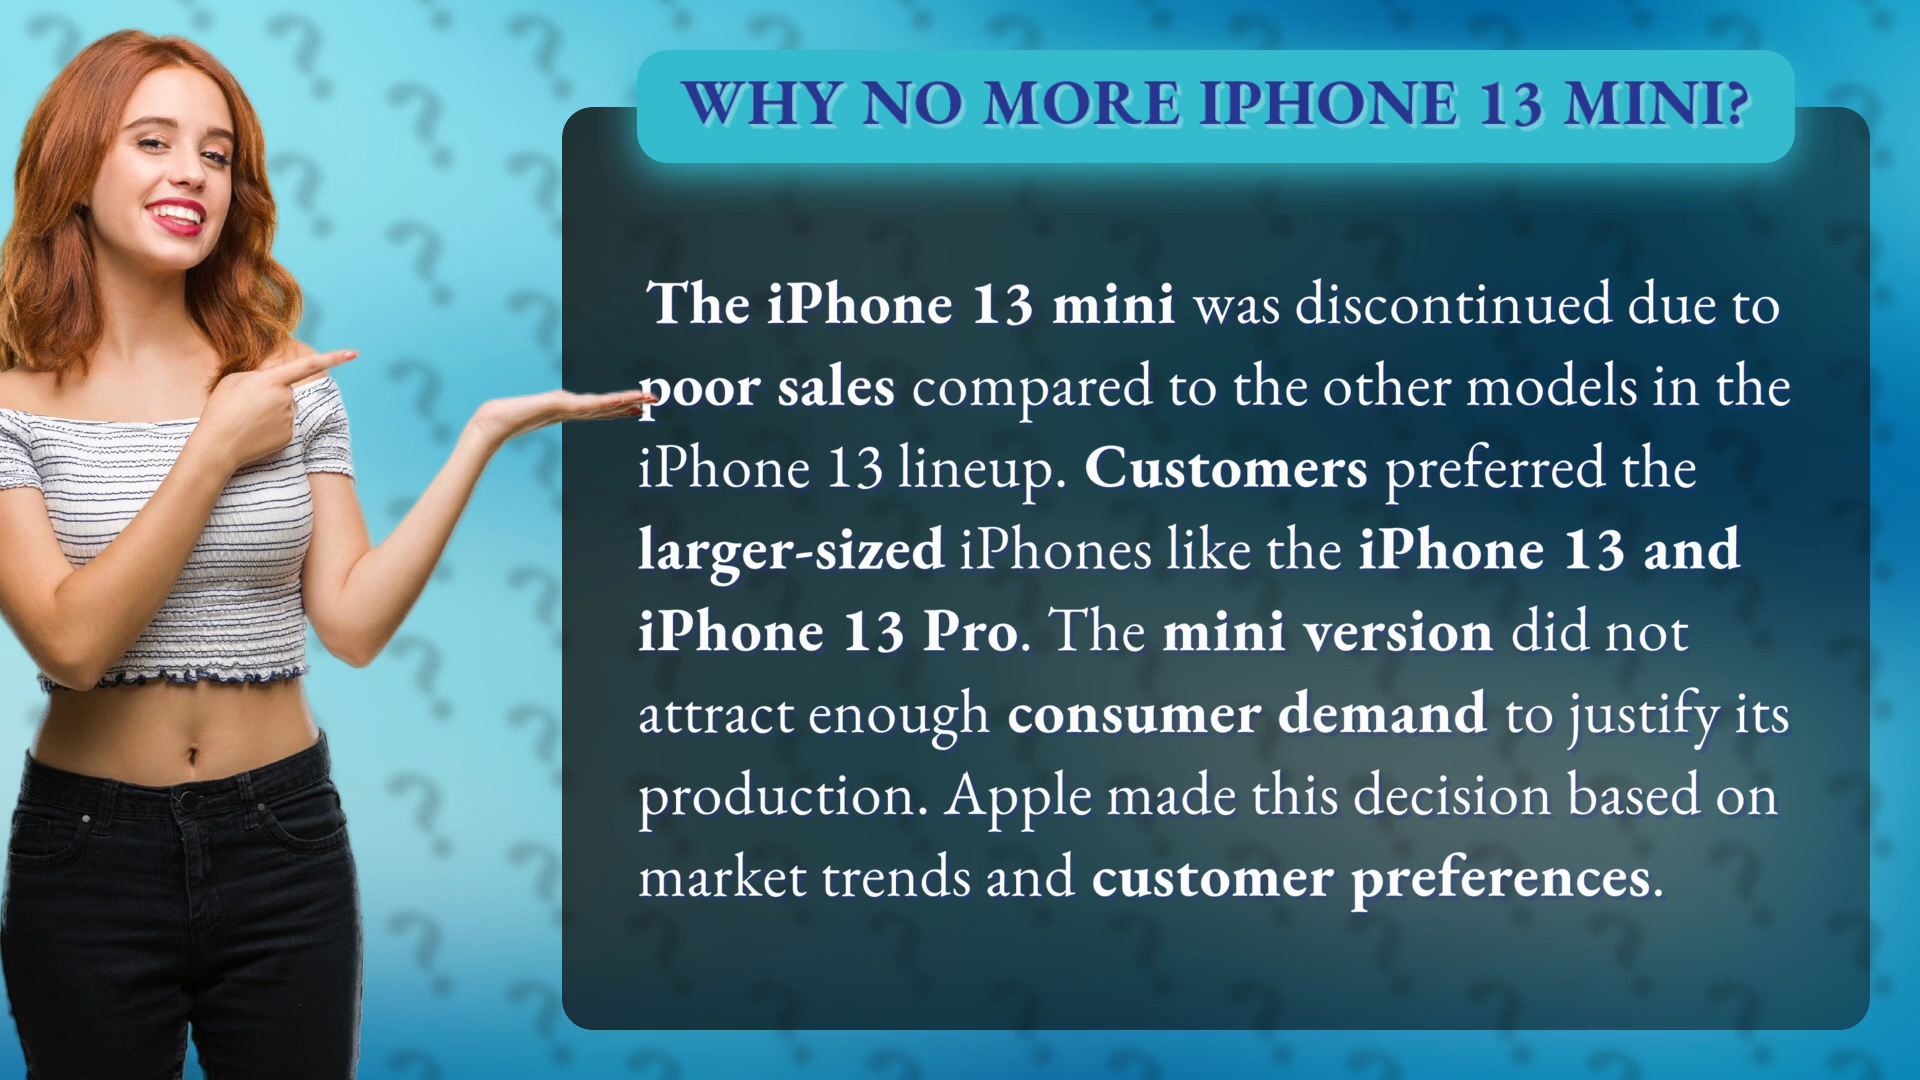 WHY NO MORE IPHONE 13 MINI?
The iPhone 13 mini was discontinued due to
poor sales compared to the other models in the
iPhone 13 lineup. Customers preferred the
larger-sized iPhones like the iPhone 13 and
iPhone 13 Pro. The mini version did not
attract enough consumer demand to justify its
production. Apple made this decision based on
market trends and customer preferences.